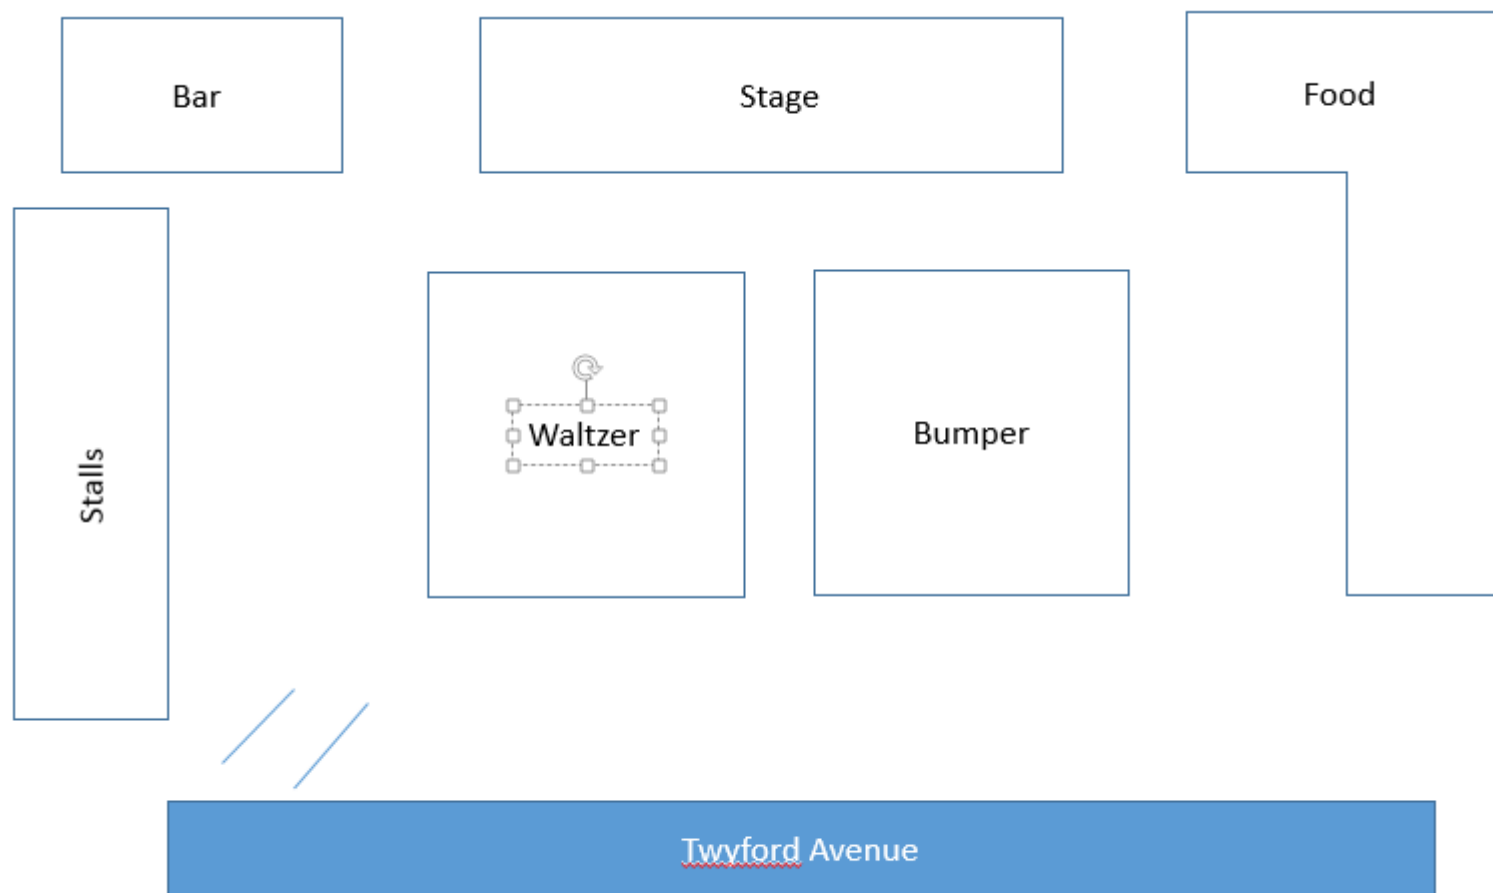 Bar
Stage
Food
Stalls
Waltzer
Bumper
Twyford Avenue